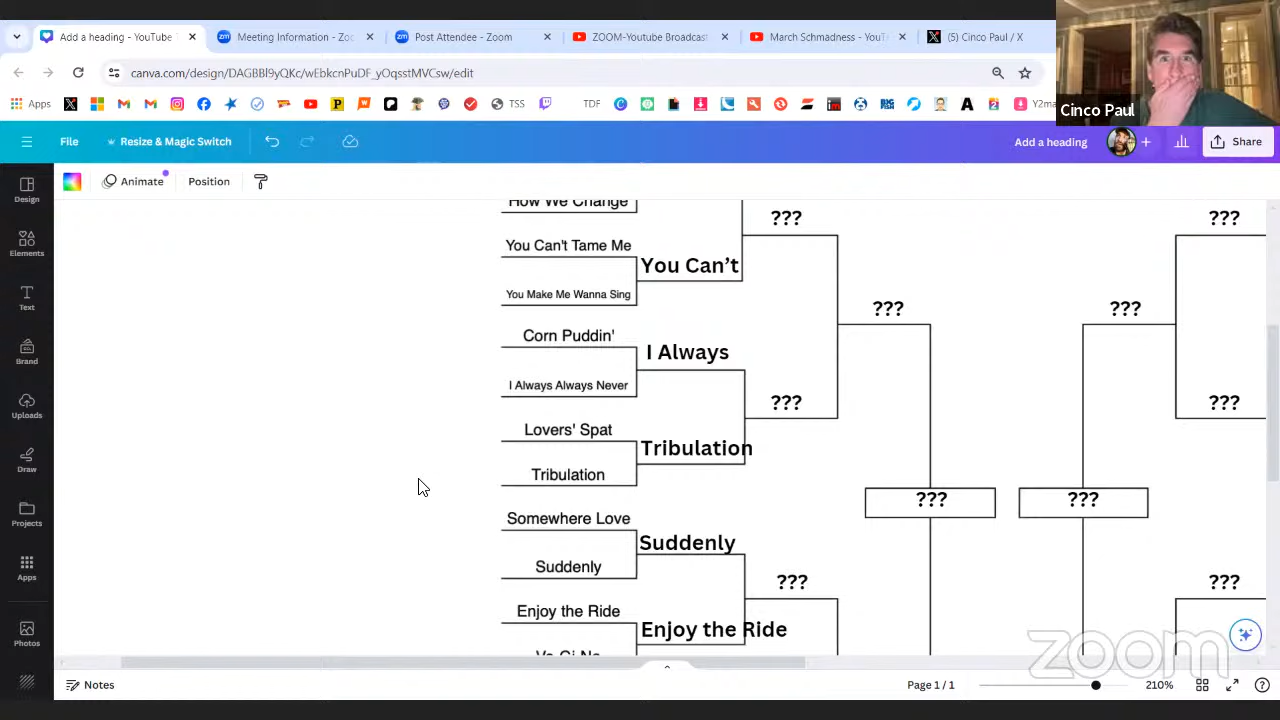 Add a heading - YouTube
Meeting Information - Zoo
Post Attendee - Zoom
ZOOM-Youtube Broadcast
March Schmadness - YouT
(5) Cinco Paul / X
canva.com/design/DAGBBl9yQKc/wEbkcnPuDF_yOqsstMVCsw/edit
Apps
TSS
TDF
Y2ma
Cinco Paul
File
Resize & Magic Switch
Add a heading
Share
Animate
Position
Design
Elements
Text
Brand
Uploads
Draw
Projects
Apps
Photos
How We Change
???
???
You Can't Tame Me
You Can't
You Make Me Wanna Sing
???
???
Corn Puddin'
I Always
I Always Always Never
???
???
Lovers' Spat
Tribulation
Tribulation
???
???
Somewhere Love
Suddenly
Suddenly
???
???
Enjoy the Ride
Enjoy the Ride
zoom
Notes
Page 1 / 1
210%